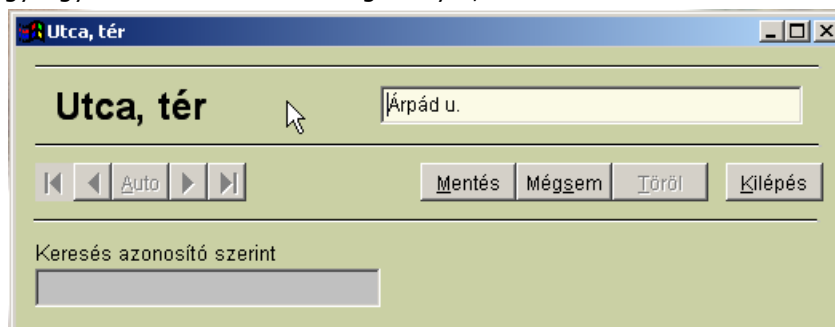 Utca, tér
Utca, tér
Árpád u.
Auto
Mentés Mégsem Töröl Kilépés
Keresés azonosító szerint